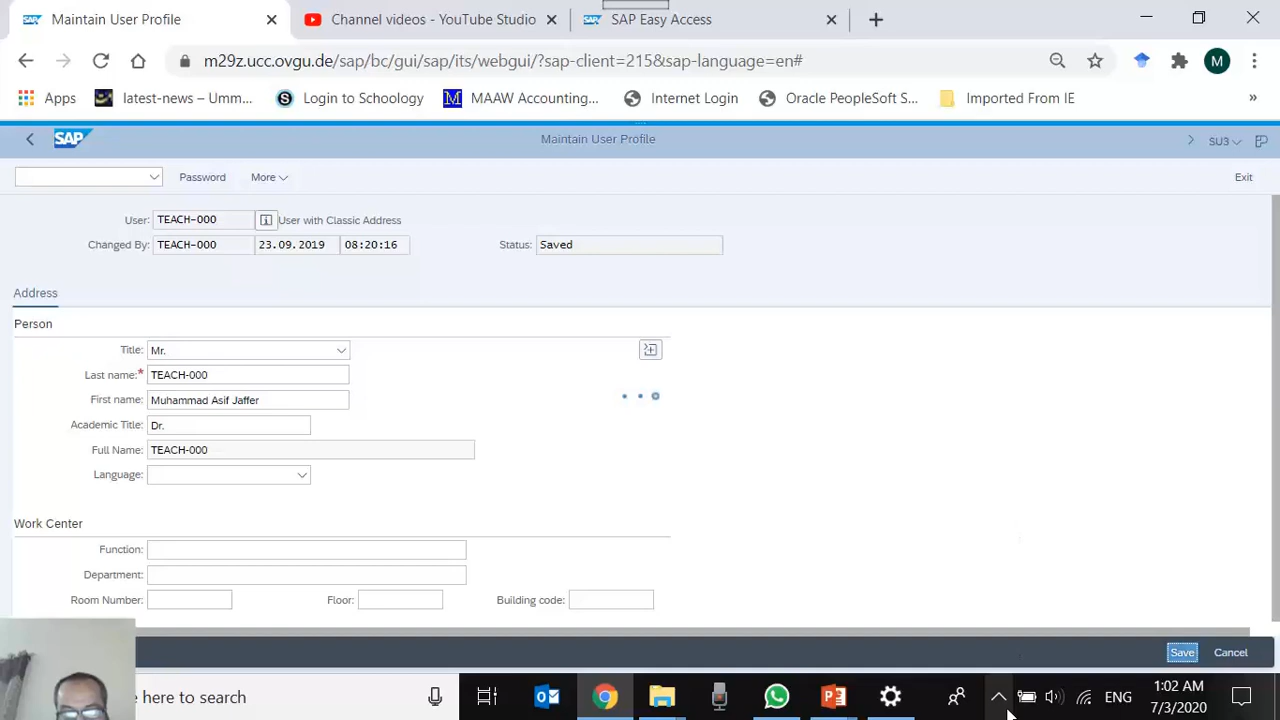 Maintain User Profile
Channel videos - YouTube Studio
SAP Easy Access
m29z.ucc.ovgu.de/sap/bc/gui/sap/its/webgui/?sap-client=215&sap-language=en#
M
Apps
latest-news – Umm...
S
Login to Schoology
M
MAAW Accounting...
Internet Login
Oracle PeopleSoft S...
Imported From IE
»
SAP
Maintain User Profile
SU3
Password
More
Exit
User: TEACH-000
User with Classic Address
Changed By: TEACH-000 23.09.2019 08:20:16
Status: Saved
Address
Person
Title: Mr.
Last name:* TEACH-000
First name: Muhammad Asif Jaffer
Academic Title: Dr.
Full Name: TEACH-000
Language:
Work Center
Function:
Department:
Room Number:
Floor:
Building code:
Save
Cancel
here to search
ENG
1:02 AM
7/3/2020